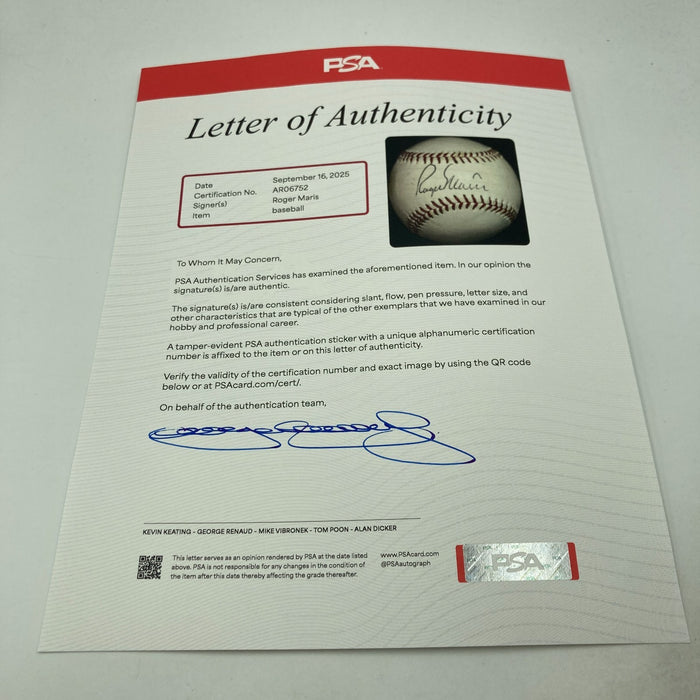 PSA
Letter of Authenticity
Date September 16, 2025
Certification No. AR06752
Signer(s) Roger Maris
Item baseball
Roger Maris
To Whom It May Concern,
PSA Authentication Services has examined the aforementioned item. In our opinion the
signature(s) is/are authentic.
The signature(s) is/are consistent considering slant, flow, pen pressure, letter size, and
other characteristics that are typical of the other exemplars that we have examined in our
hobby and professional career.
A tamper-evident PSA authentication sticker with a unique alphanumeric certification
number is affixed to the item or on this letter of authenticity.
Verify the validity of the certification number and exact image by using the QR code
below or at PSAcard.com/cert/.
On behalf of the authentication team,
KEVIN KEATING - GEORGE RENAUD - MIKE VIBRONEK - TOM POON - ALAN DICKER
This letter serves as an opinion rendered by PSA at the date listed
above. PSA is not responsible for any changes in the condition of
the item after this date thereby affecting the grade thereafter.
www.PSAcard.com
@PSAautograph
PSA